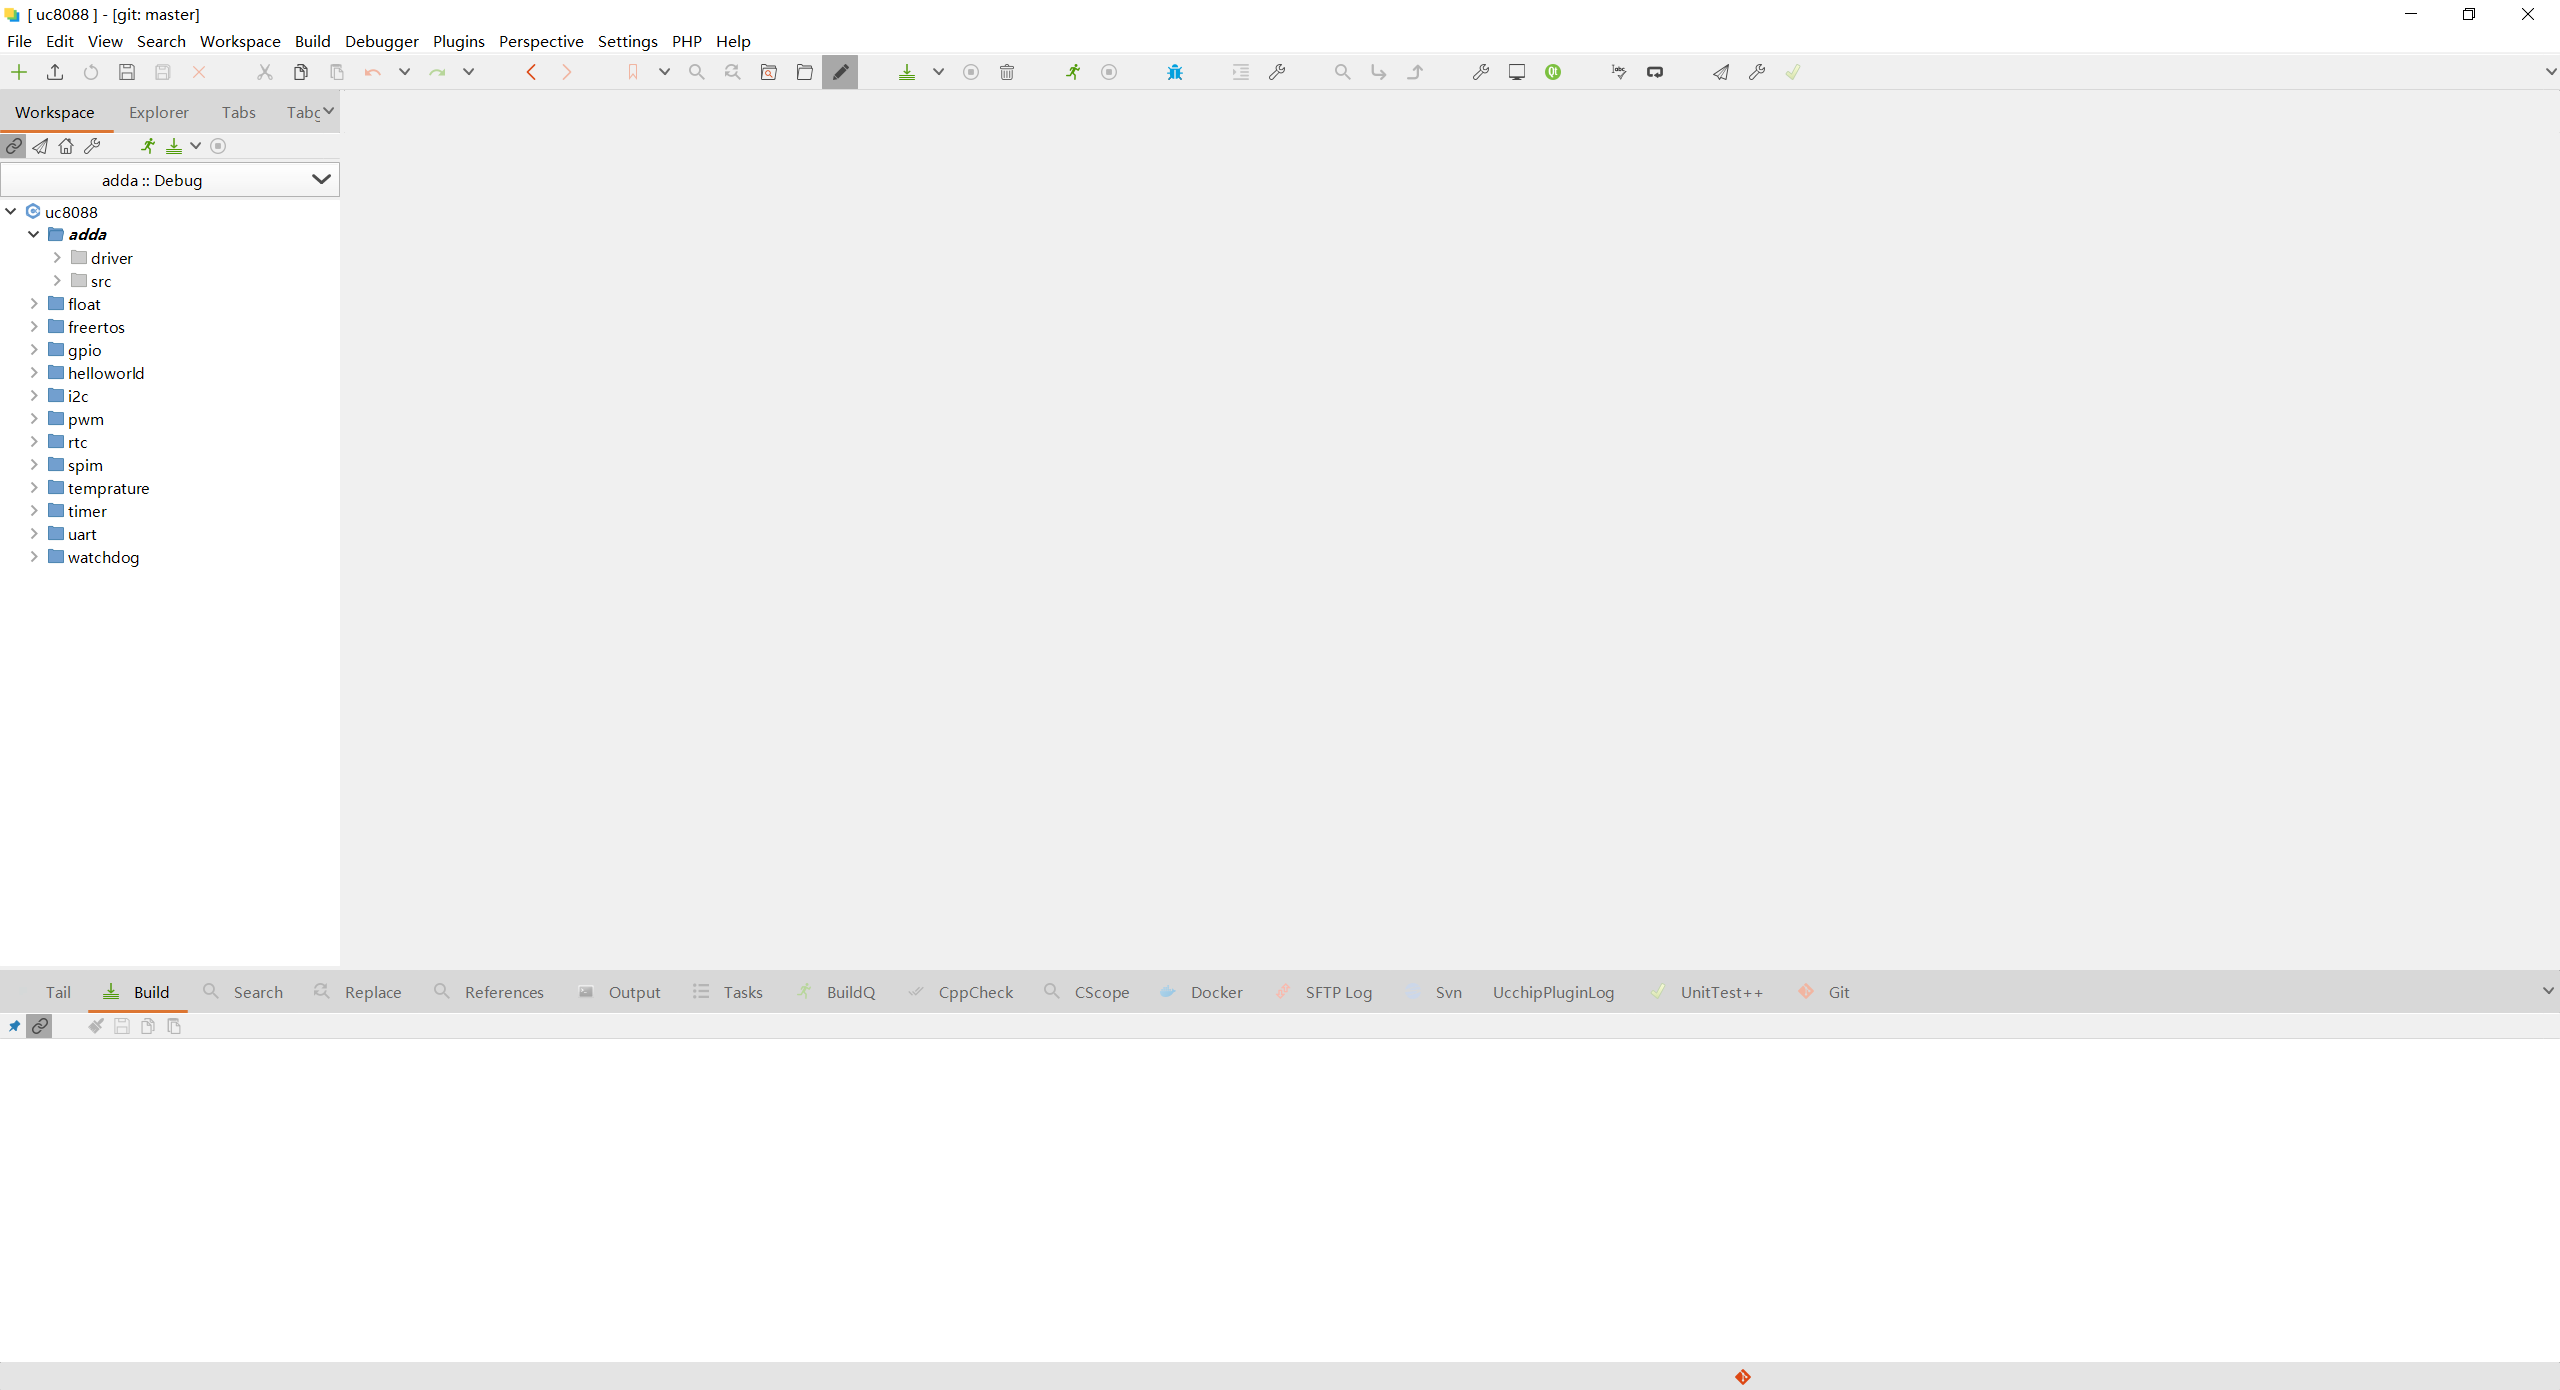 [ uc8088 ] - [git: master]
File Edit View Search Workspace Build Debugger Plugins Perspective Settings PHP Help
Workspace Explorer Tabs Tabg
adda :: Debug
uc8088
adda
driver
src
float
freertos
gpio
helloworld
i2c
pwm
rtc
spim
temprature
timer
uart
watchdog
Tail Build Search Replace References Output Tasks BuildQ CppCheck CScope Docker SFTP Log Svn UcchipPluginLog UnitTest++ Git